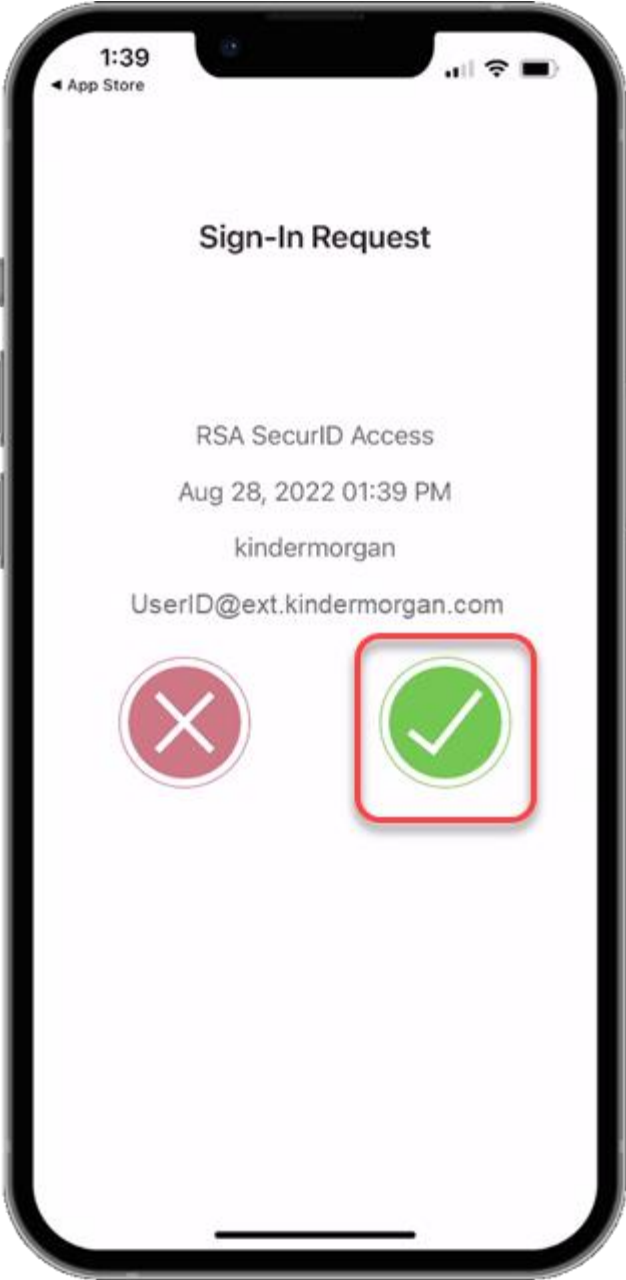 1:39
◀ App Store
Sign-In Request
RSA SecurID Access
Aug 28, 2022 01:39 PM
kindermorgan
UserID@ext.kindermorgan.com